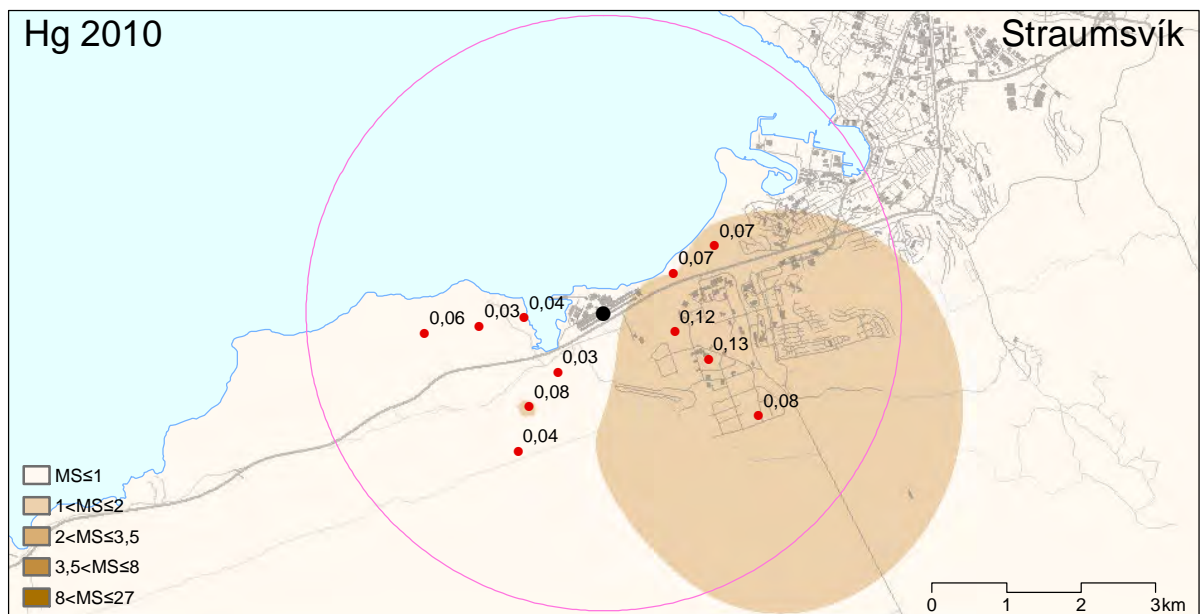 Hg 2010
Straumsvík
0,07
0,07
0,04
0,03
0,06
0,12
0,13
0,03
0,08
0,08
0,04
MS≤1
1<MS≤2
2<MS≤3,5
3,5<MS≤8
8<MS≤27
0 1 2 3 km